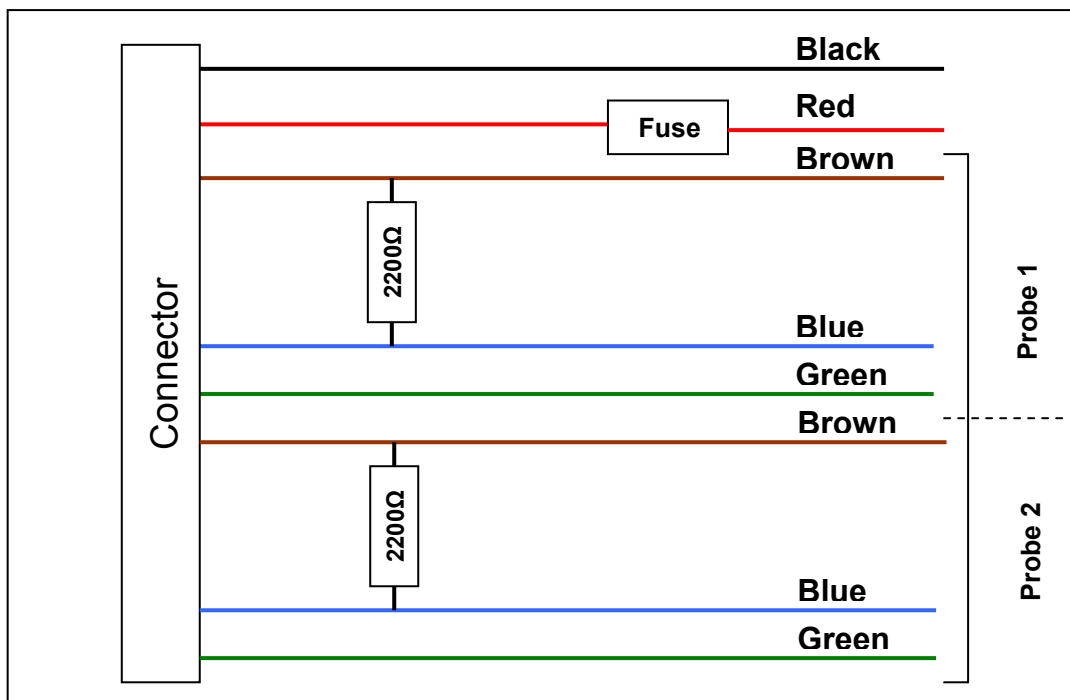 Black
Red
Fuse
Brown
2200Ω
Blue
Green
Probe 1
Connector
Brown
2200Ω
Blue
Green
Probe 2